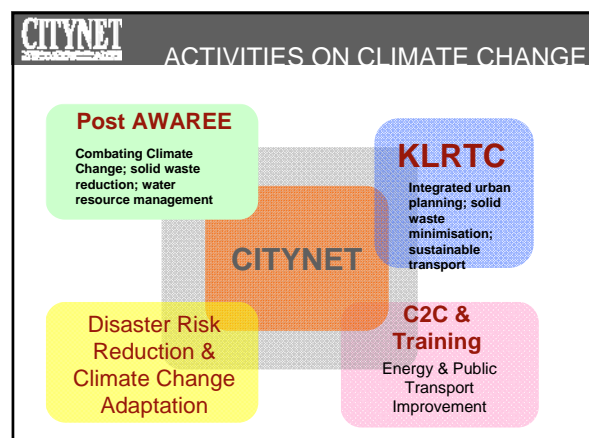 CITYNET
ACTIVITIES ON CLIMATE CHANGE
Post AWAREE
Combating Climate
Change; solid waste
reduction; water
resource management
KLRTC
Integrated urban
planning; solid
waste
minimisation;
sustainable
transport
CITYNET
Disaster Risk
Reduction &
Climate Change
Adaptation
C2C &
Training
Energy & Public
Transport
Improvement